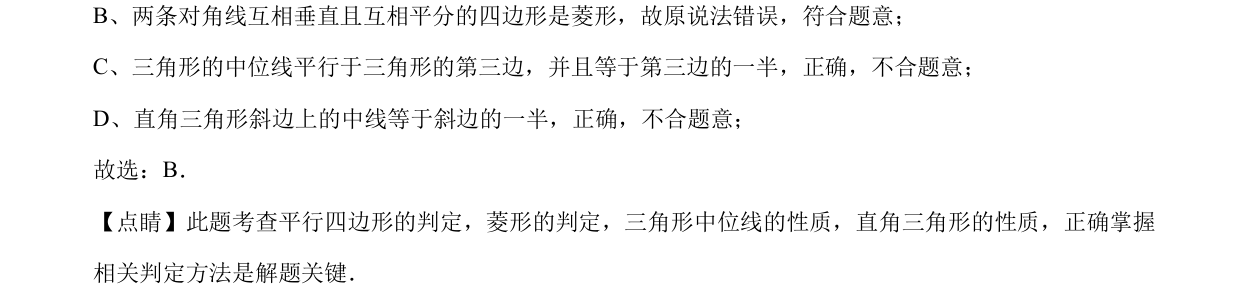 B、两条对角线互相垂直且互相平分的四边形是菱形，故原说法错误，符合题意；
C、三角形的中位线平行于三角形的第三边，并且等于第三边的一半，正确，不合题意；
D、直角三角形斜边上的中线等于斜边的一半，正确，不合题意；
故选：B．
【点睛】此题考查平行四边形的判定，菱形的判定，三角形中位线的性质，直角三角形的性质，正确掌握
相关判定方法是解题关键．